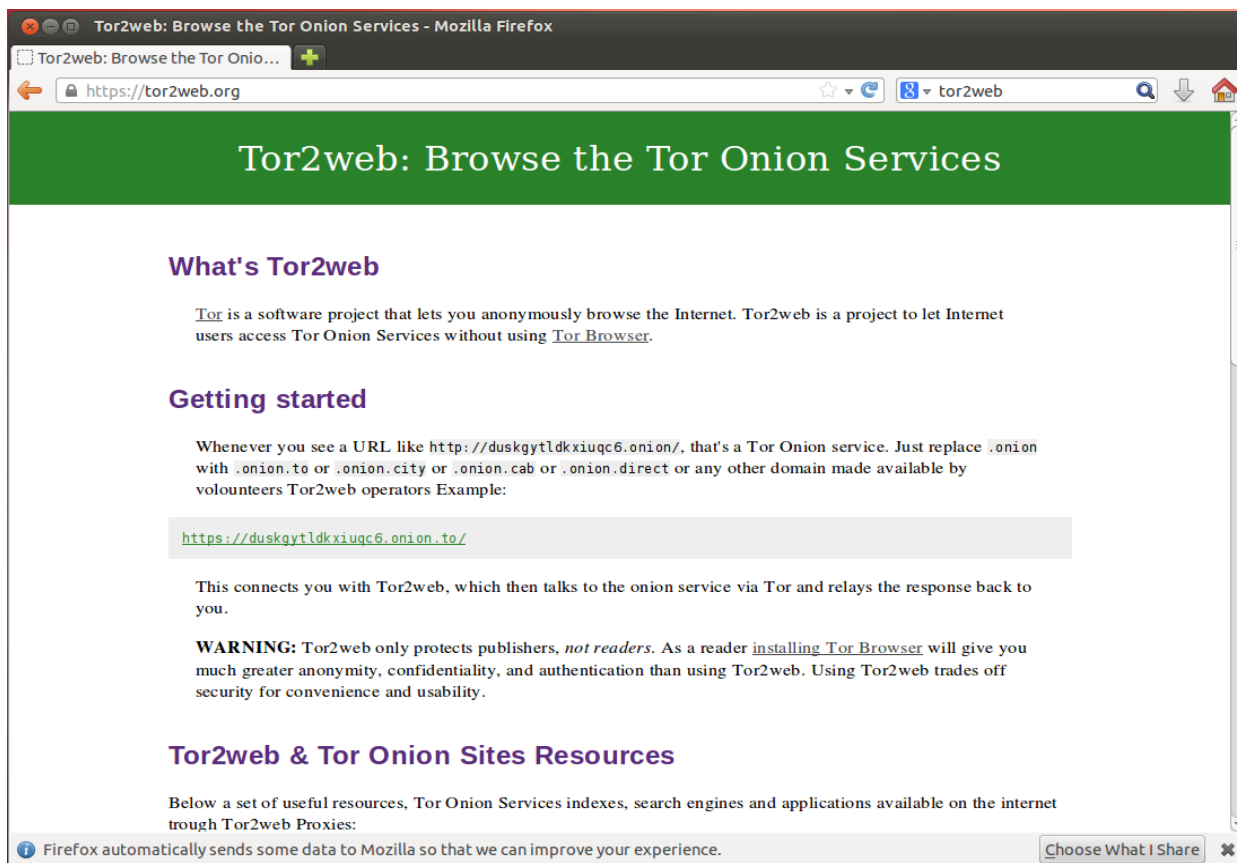 Tor2web: Browse the Tor Onion Services - Mozilla Firefox
Tor2web: Browse the Tor Onio...
https://tor2web.org
8 tor2web
Tor2web: Browse the Tor Onion Services
What's Tor2web
Tor is a software project that lets you anonymously browse the Internet. Tor2web is a project to let Internet
users access Tor Onion Services without using Tor Browser.
Getting started
Whenever you see a URL like http://duskgytldkxiuqc6.onion/, that's a Tor Onion service. Just replace .onion
with .onion.to or .onion.city or .onion.cab or .onion.direct or any other domain made available by
volounteers Tor2web operators Example:
https://duskgytldkxiuqc6.onion.to/
This connects you with Tor2web, which then talks to the onion service via Tor and relays the response back to
you.
WARNING: Tor2web only protects publishers, not readers. As a reader installing Tor Browser will give you
much greater anonymity, confidentiality, and authentication than using Tor2web. Using Tor2web trades off
security for convenience and usability.
Tor2web & Tor Onion Sites Resources
Below a set of useful resources, Tor Onion Services indexes, search engines and applications available on the internet
trough Tor2web Proxies:
Firefox automatically sends some data to Mozilla so that we can improve your experience.
Choose What I Share